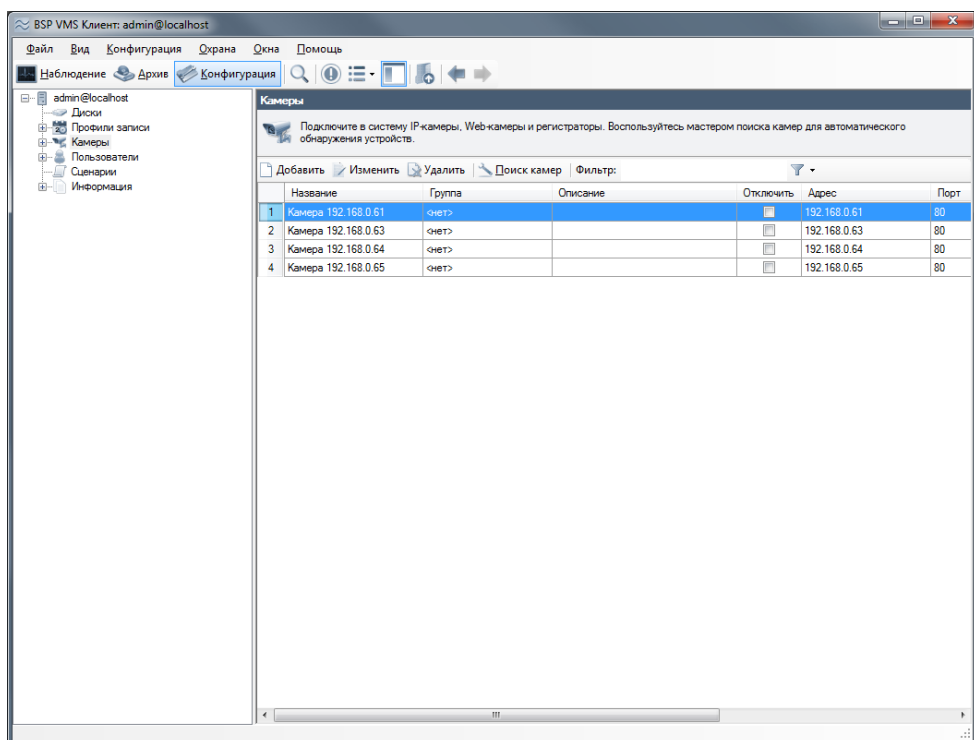 BSP VMS Клиент: admin@localhost
Файл Вид Конфигурация Охрана Окна Помощь
Наблюдение Архив Конфигурация
admin@localhost
Диски
Профили записи
Камеры
Пользователи
Сценарии
Информация
Камеры
Подключите в систему IP-камеры, Web-камеры и регистраторы. Воспользуйтесь мастером поиска камер для автоматического
обнаружения устройств.
Добавить Изменить Удалить Поиск камер Фильтр:
Название Группа Описание Отключить Адрес Порт
1 Камера 192.168.0.61 <нет> 192.168.0.61 80
2 Камера 192.168.0.63 <нет> 192.168.0.63 80
3 Камера 192.168.0.64 <нет> 192.168.0.64 80
4 Камера 192.168.0.65 <нет> 192.168.0.65 80